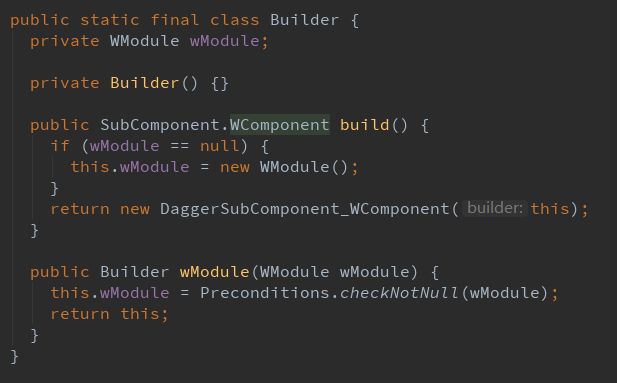 public static final class Builder {
private WModule wModule;
private Builder() {}
public SubComponent.WComponent build() {
if (wModule == null) {
this.wModule = new WModule();
}
return new DaggerSubComponent_WComponent( builder: this);
}
public Builder wModule(WModule wModule) {
this.wModule = Preconditions.checkNotNull(wModule);
return this;
}
}